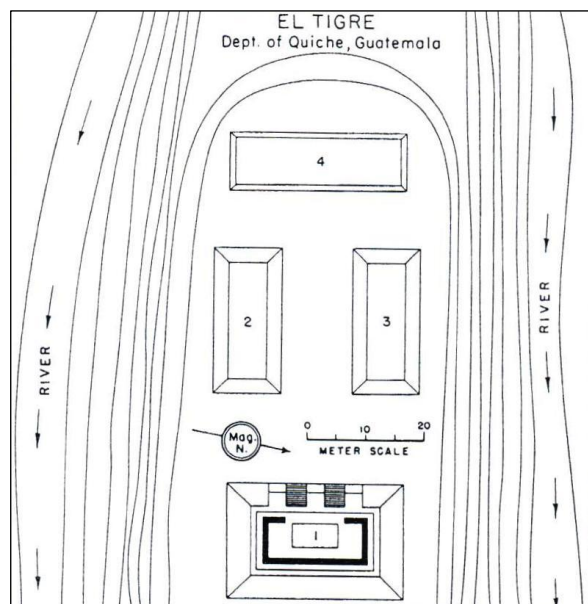 EL TIGRE
Dept. of Quiche, Guatemala
4
2
3
RIVER
RIVER
Mag.
N.
0 10 20
METER SCALE
1